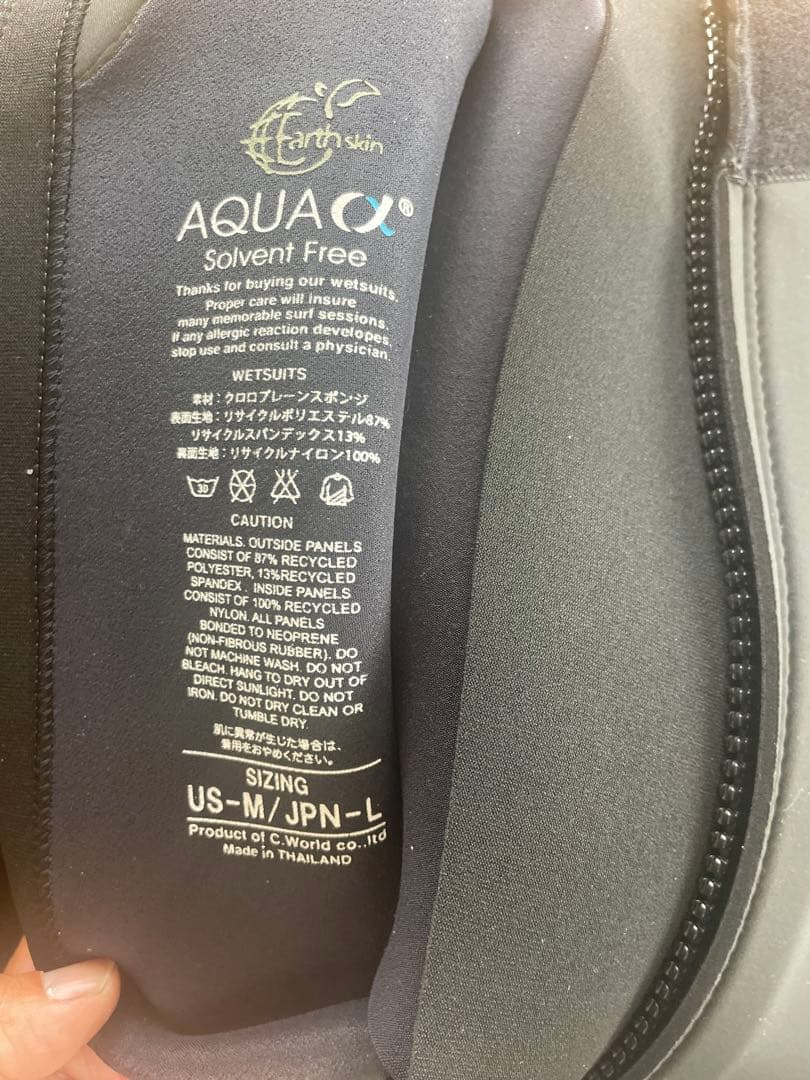 Earth skin
AQUA α®
Solvent Free
Thanks for buying our wetsuits.
Proper care will insure
many memorable surf sessions.
If any allergic reaction developes,
stop use and consult a physician.
WETSUITS
素材：クロロプレーンスポンジ
表面生地：リサイクルポリエステル87%
リサイクルスパンデックス13%
裏面生地：リサイクルナイロン100%
30
CAUTION
MATERIALS. OUTSIDE PANELS
CONSIST OF 87% RECYCLED
POLYESTER, 13%RECYCLED
SPANDEX . INSIDE PANELS
CONSIST OF 100% RECYCLED
NYLON. ALL PANELS
BONDED TO NEOPRENE
(NON-FIBROUS RUBBER). DO
NOT MACHINE WASH. DO NOT
BLEACH. HANG TO DRY OUT OF
DIRECT SUNLIGHT. DO NOT
IRON. DO NOT DRY CLEAN OR
TUMBLE DRY.
肌に異常が生じた場合は、
着用をおやめください。
SIZING
US-M/JPN-L
Product of C.World co.,ltd
Made in THAILAND